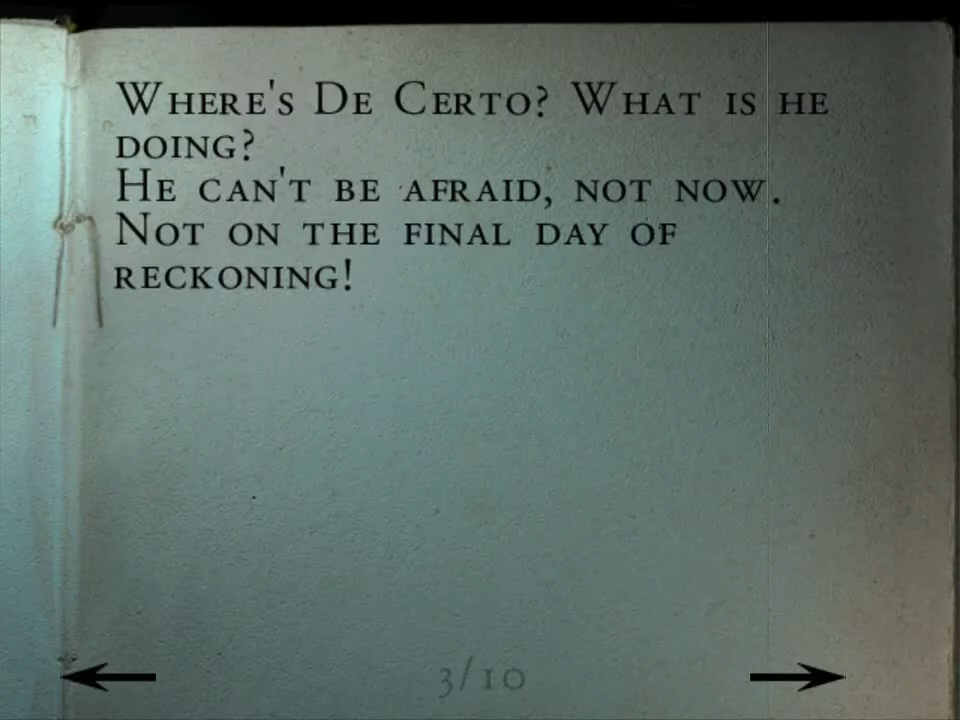 Where's De Certo? What is he
doing?
He can't be afraid, not now.
Not on the final day of
reckoning!
3/10